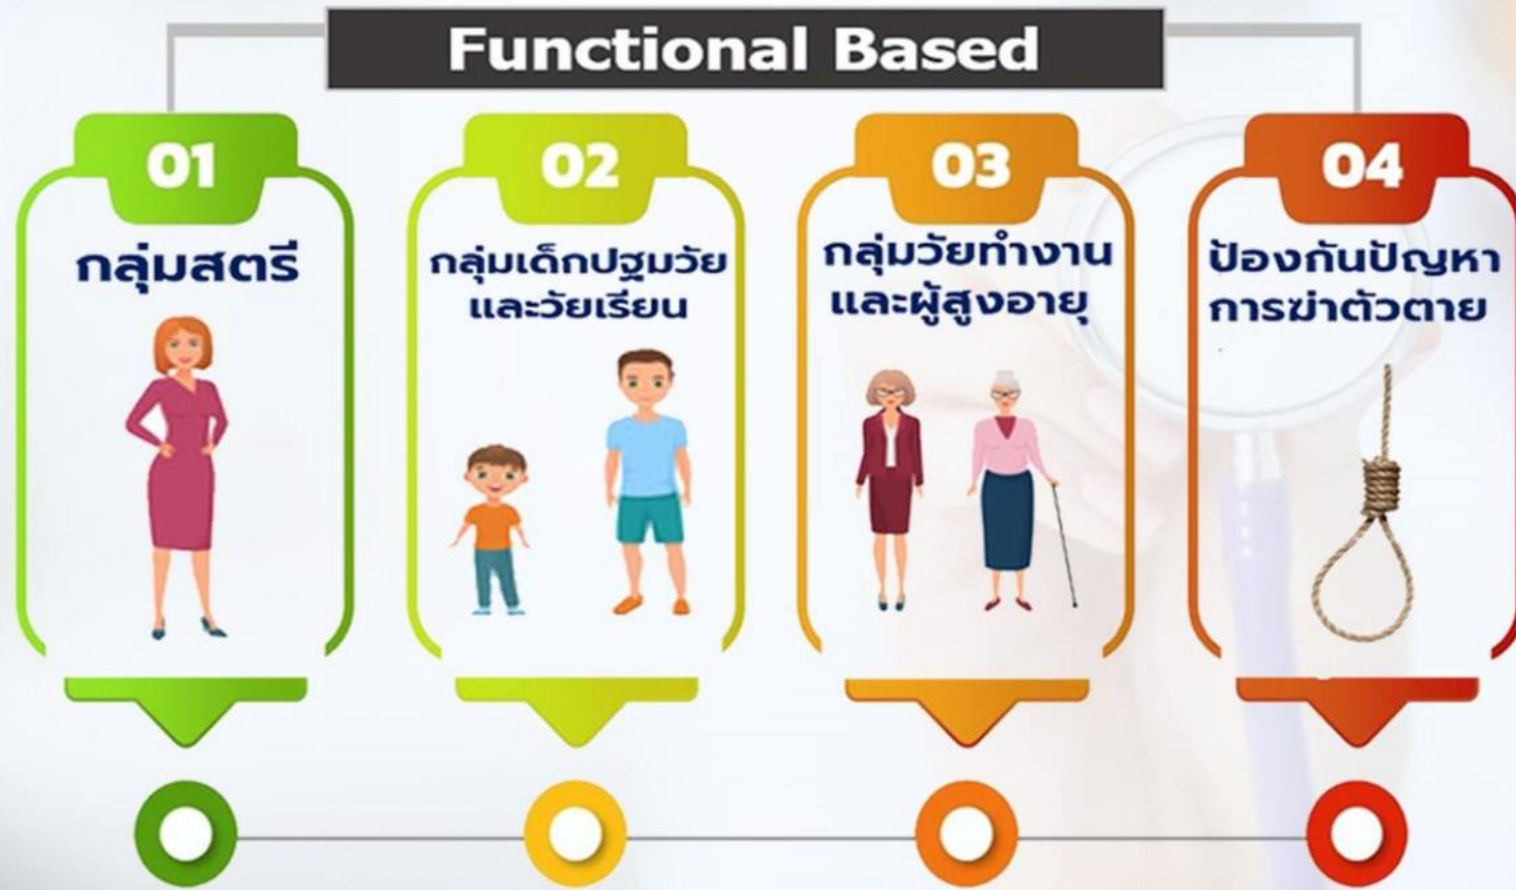 Functional Based
01
กลุ่มสตรี
02
กลุ่มเด็กปฐมวัย
และวัยเรียน
03
กลุ่มวัยทำงาน
และผู้สูงอายุ
04
ป้องกันปัญหา
การฆ่าตัวตาย